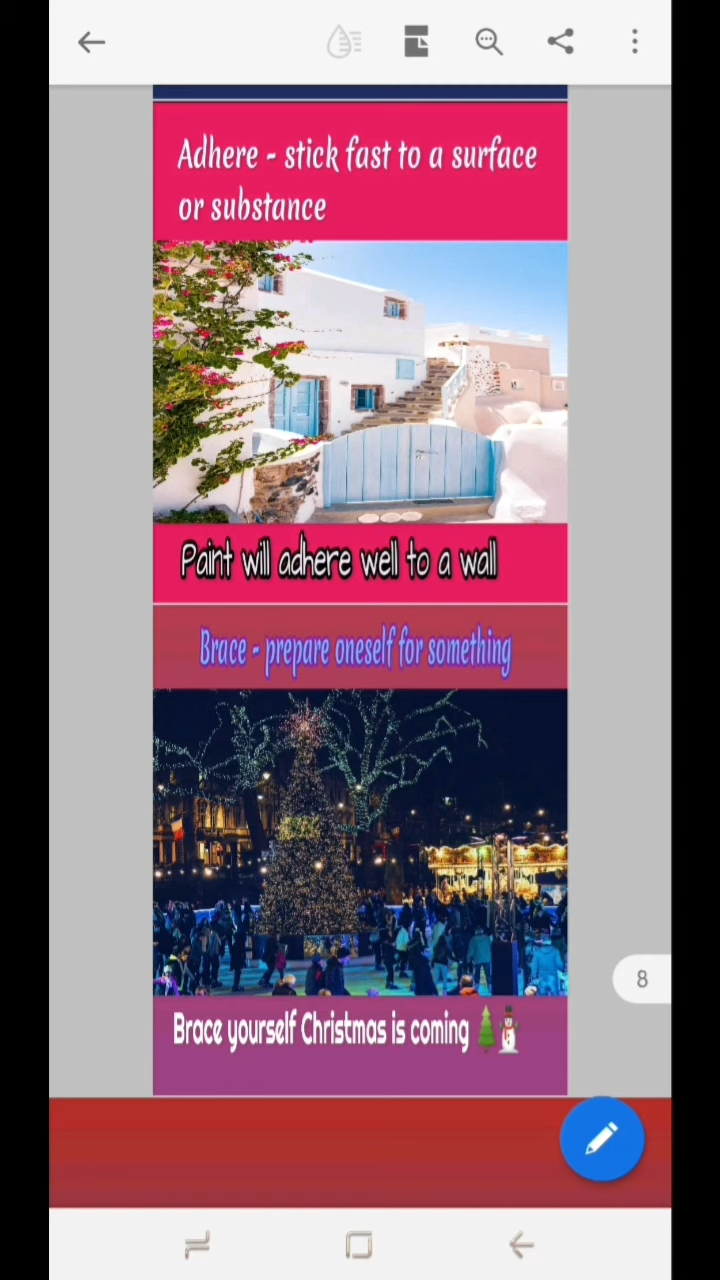 Adhere - stick fast to a surface
or substance
Paint will adhere well to a wall
Brace - prepare oneself for something
Brace yourself Christmas is coming 🎄⛄
8